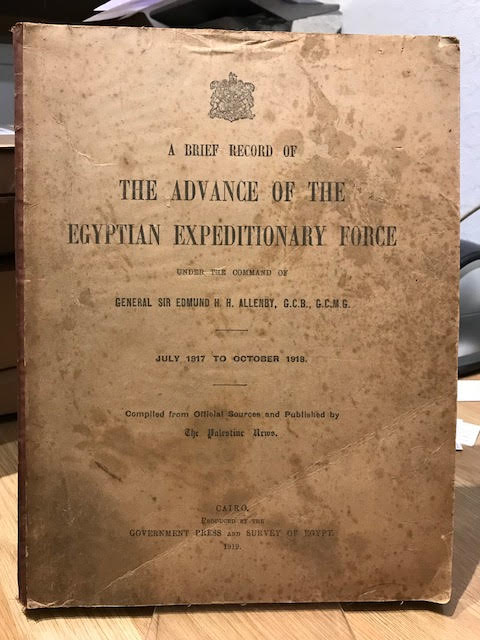 A BRIEF RECORD OF
THE ADVANCE OF THE
EGYPTIAN EXPEDITIONARY FORCE
UNDER THE COMMAND OF
GENERAL SIR EDMUND H. H. ALLENBY, G.C.B., G.C.M.G.
JULY 1917 TO OCTOBER 1918.
Compiled from Official Sources and Published by
The Palestine News.
CAIRO.
PRODUCED BY THE
GOVERNMENT PRESS AND SURVEY OF EGYPT.
1919.